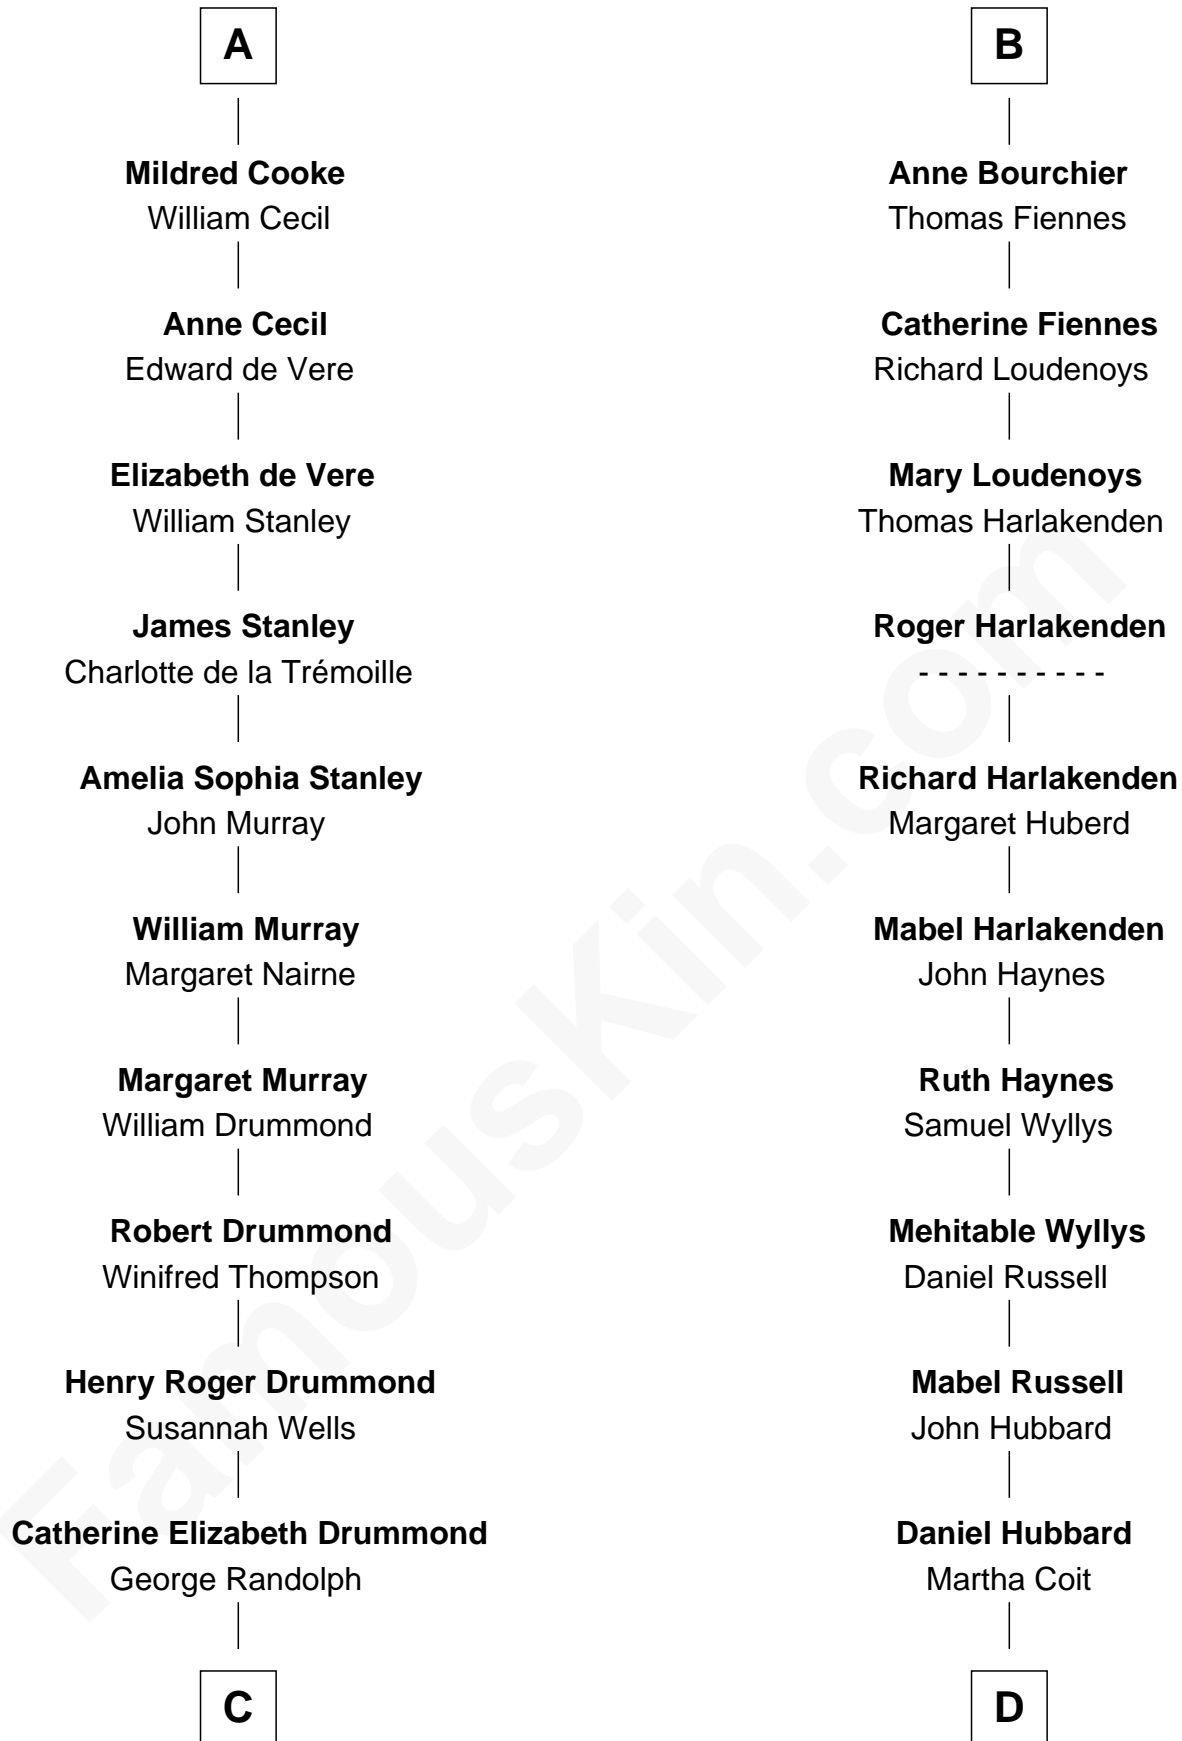 A
Mildred Cooke
William Cecil
Anne Cecil
Edward de Vere
Elizabeth de Vere
William Stanley
James Stanley
Charlotte de la Trémoille
Amelia Sophia Stanley
John Murray
William Murray
Margaret Nairne
Margaret Murray
William Drummond
Robert Drummond
Winifred Thompson
Henry Roger Drummond
Susannah Wells
Catherine Elizabeth Drummond
George Randolph
C
B
Anne Bourchier
Thomas Fiennes
Catherine Fiennes
Richard Loudenoys
Mary Loudenoys
Thomas Harlakenden
Roger Harlakenden
- - - - - - - - - -
Richard Harlakenden
Margaret Huberd
Mabel Harlakenden
John Haynes
Ruth Haynes
Samuel Wyllys
Mehitable Wyllys
Daniel Russell
Mabel Russell
John Hubbard
Daniel Hubbard
Martha Coit
D
FamousKin.com